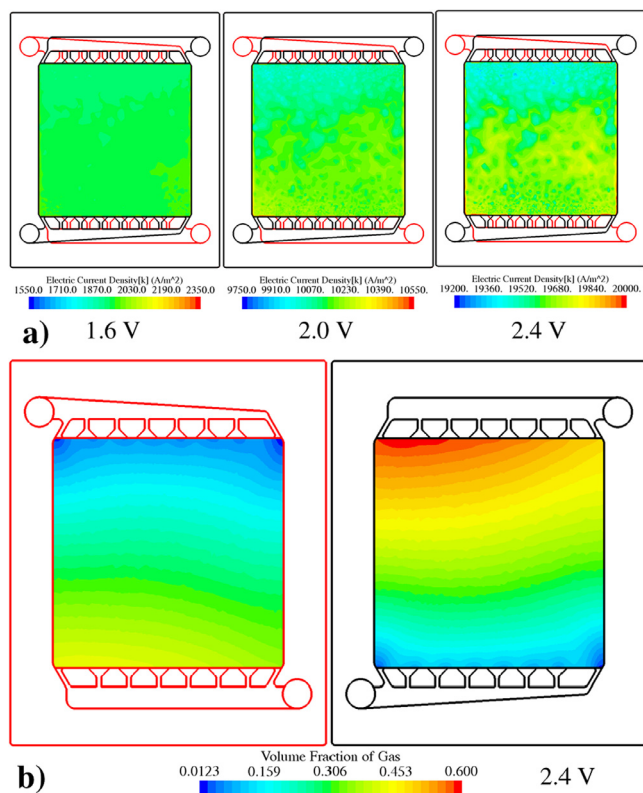 Electric Current Density[k] (A/m^2)
1550.0 1710.0 1870.0 2030.0 2190.0 2350.0
Electric Current Density[k] (A/m^2)
9750.0 9910.0 10070. 10230. 10390. 10550.
Electric Current Density[k] (A/m^2)
19200. 19360. 19520. 19680. 19840. 20000.
a) 1.6 V 2.0 V 2.4 V
Volume Fraction of Gas
0.0123 0.159 0.306 0.453 0.600
b) 2.4 V